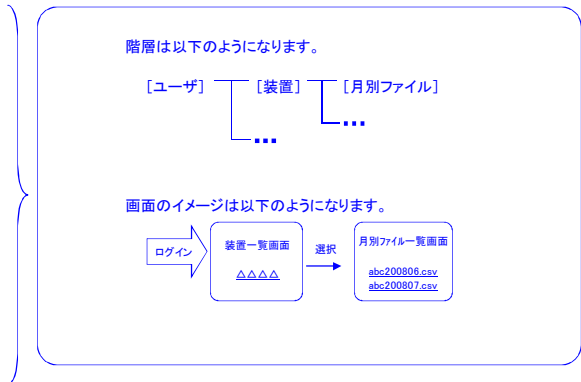 階層は以下のようになります。
[ユーザ] [装置] [月別ファイル]
・・・
・・・
画面のイメージは以下のようになります。
ログイン
装置一覧画面
△△△△
選択
月別ﾌｧｲﾙ一覧画面
abc200806.csv
abc200807.csv